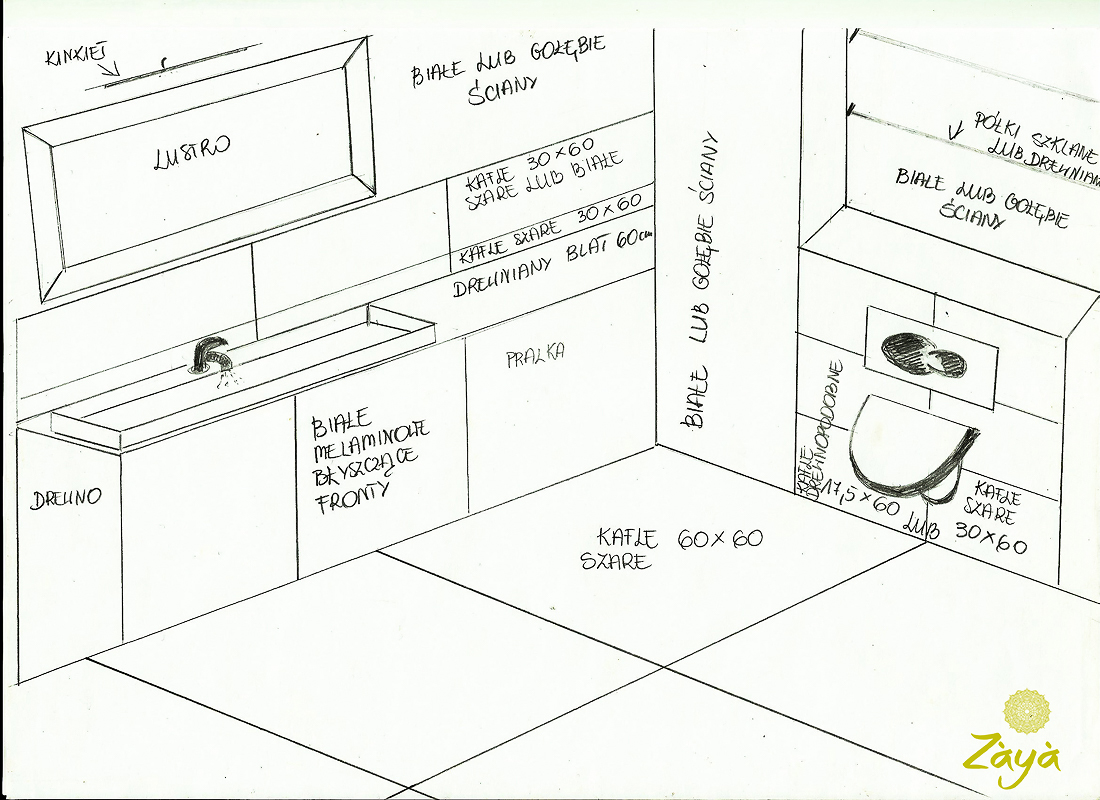 KINKIET
LUSTRO
BIAŁE LUB GOŁĘBIE
ŚCIANY
KAFLE 30×60
SZARE LUB BIAŁE
KAFLE SZARE 30×60
DREWNIANY BLAT 60cm
PRALKA
DREWNO
BIAŁE
MELAMINOWE
BŁYSZCZĄCE
FRONTY
BIAŁE LUB GOŁĘBIE ŚCIANY
PÓŁKI SZKLANE
LUB DREWNIANE
BIAŁE LUB GOŁĘBIE
ŚCIANY
KAFLE
DREWNOPODOBNE
17,5×60 LUB
KAFLE
SZARE
30×60
KAFLE 60×60
SZARE
Zàyà